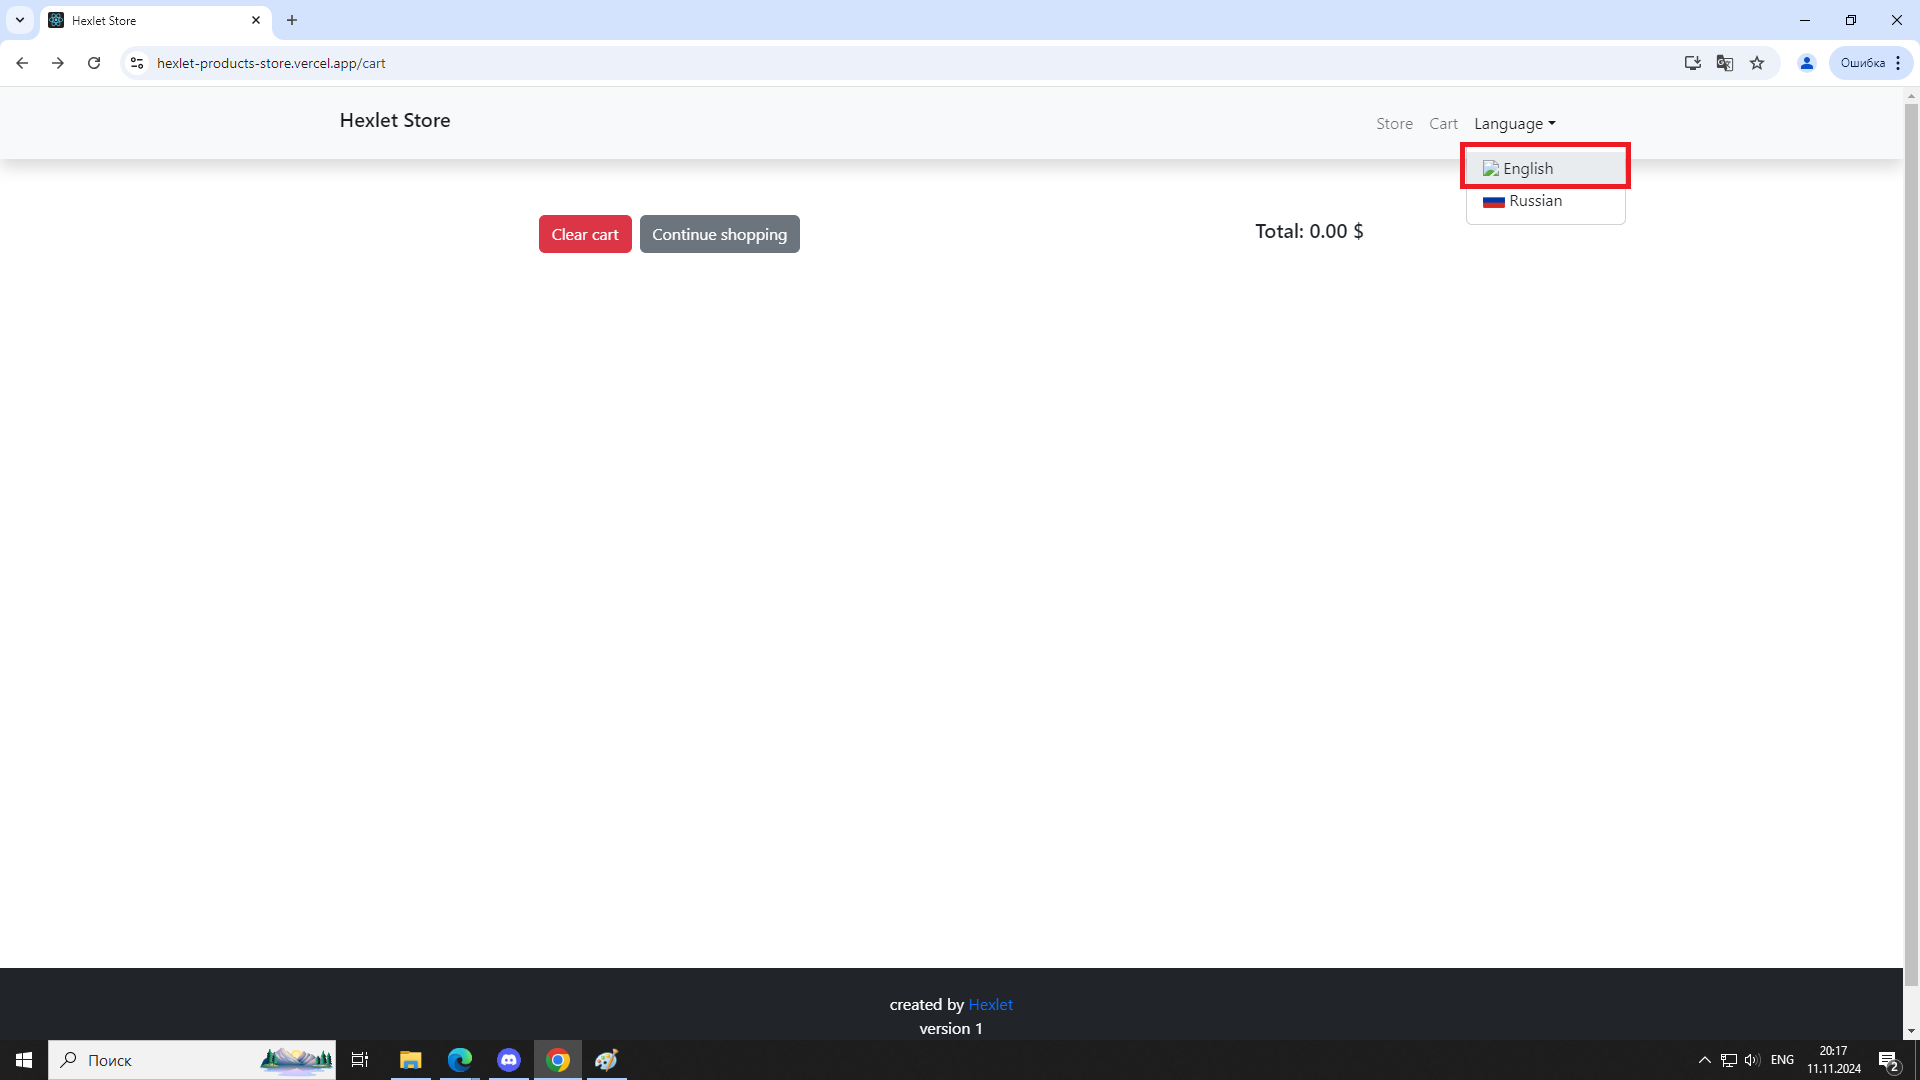 Hexlet Store
hexlet-products-store.vercel.app/cart
Ошибка
Hexlet Store
Store Cart Language
English
Russian
Clear cart Continue shopping Total: 0.00 $
created by Hexlet
version 1
Поиск
ENG
20:17
11.11.2024
2